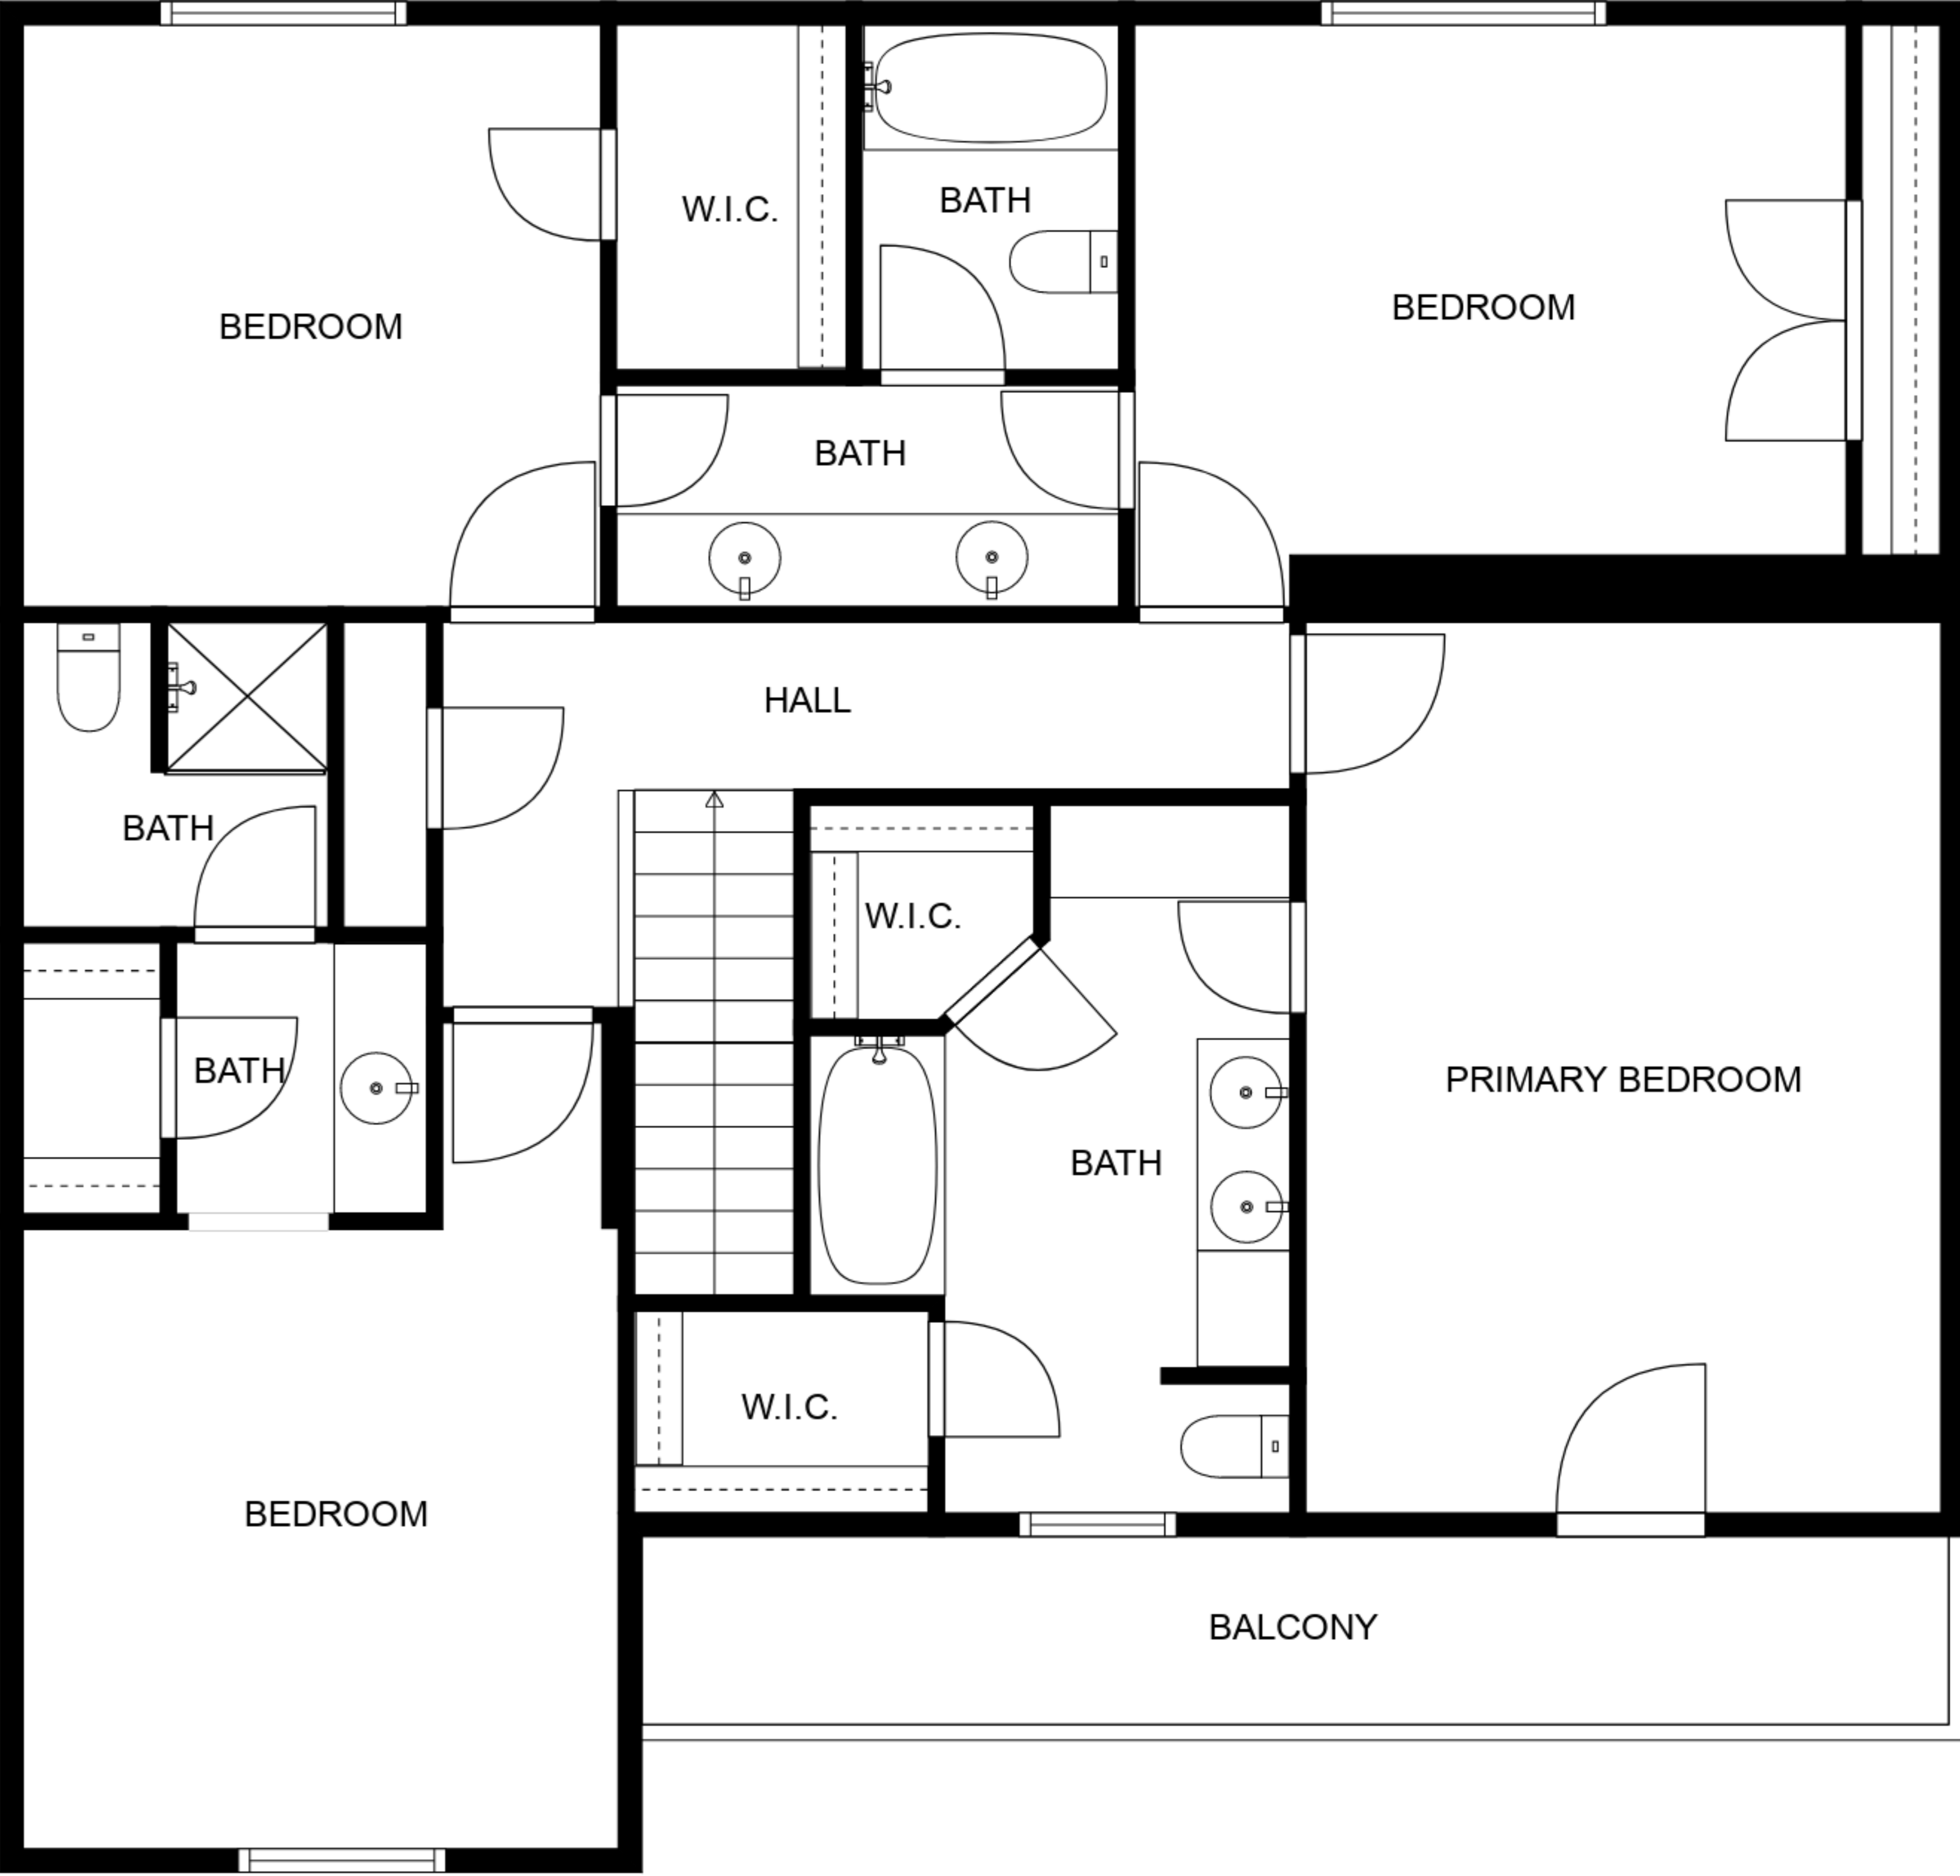 BATH
W.I.C.
BEDROOM
BEDROOM
BATH
HALL
BATH
W.I.C.
BATH
PRIMARY BEDROOM
BATH
W.I.C.
BEDROOM
BALCONY